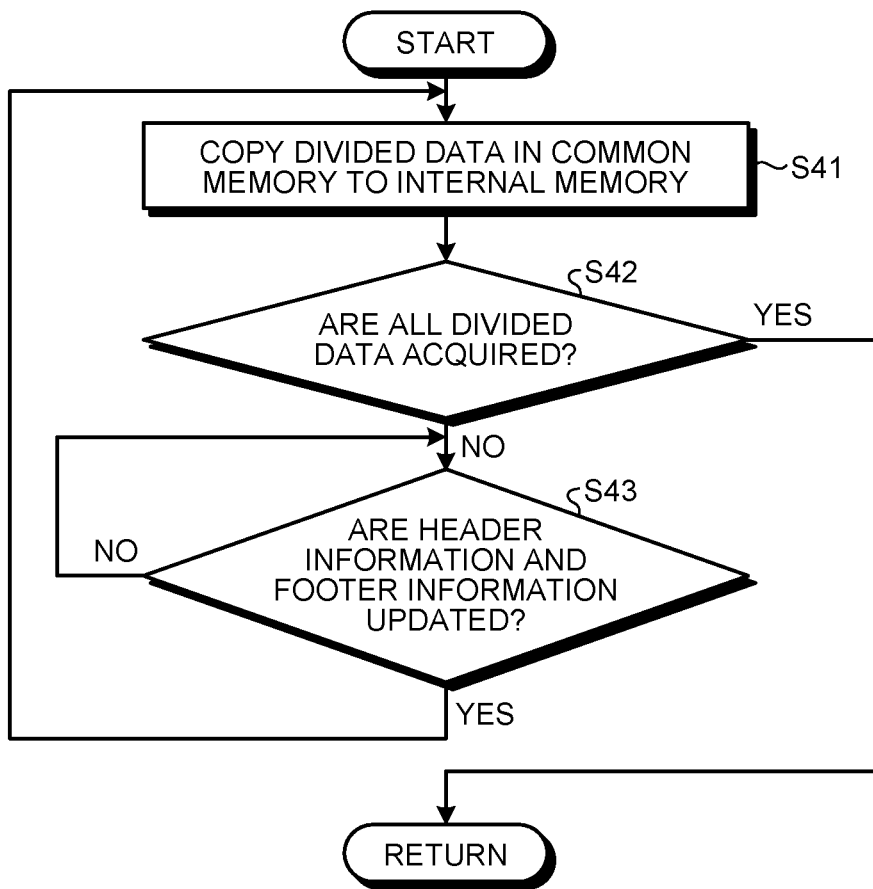 START
COPY DIVIDED DATA IN COMMON
MEMORY TO INTERNAL MEMORY
S41
S42
ARE ALL DIVIDED
DATA ACQUIRED?
YES
NO
S43
ARE HEADER
INFORMATION AND
FOOTER INFORMATION
UPDATED?
NO
YES
RETURN